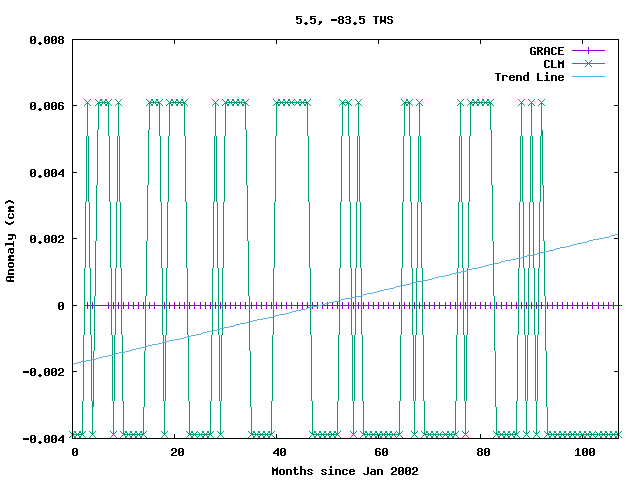 5.5, -83.5 TWS
0.008
0.006
0.004
0.002
0
-0.002
-0.004
Anomaly (cm)
GRACE
CLM
Trend Line
0 20 40 60 80 100
Months since Jan 2002